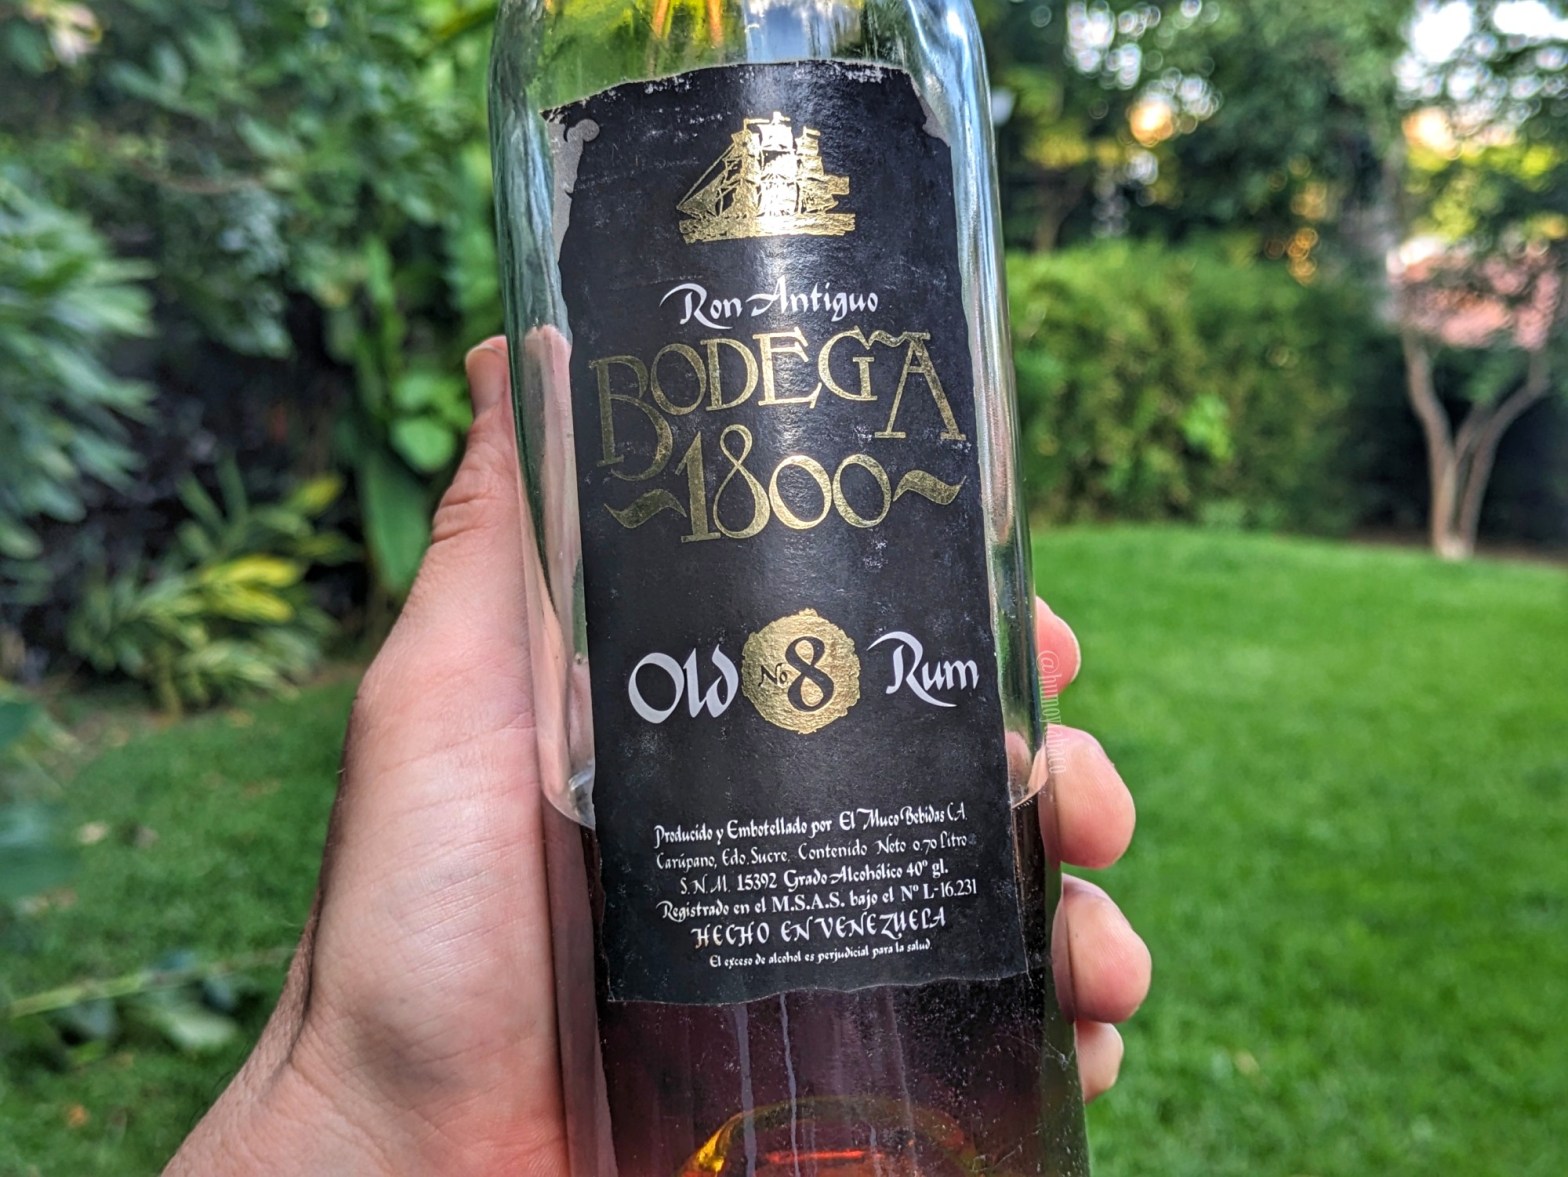 Ron Antiguo
BODEGA
~1800~
Old No 8 Rum
Producido y Embotellado por El Muco Bebidas C.A
Carúpano, Edo Sucre. Contenido Neto 0.70 litro
S.N.M 15392 Grado Alcohólico 40° gl.
Registrado en el M.S.A.S. bajo el N° L-16.231
HECHO EN VENEZUELA
El exceso de alcohol es perjudicial para la salud